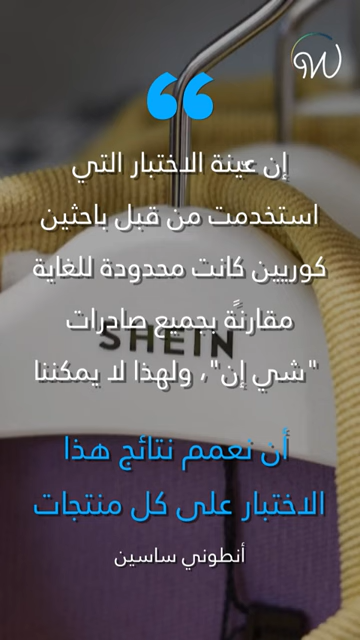 W
“
إن عينة الاختبار التي
استخدمت من قبل باحثين
كوريين كانت محدودة للغاية
مقارنةً بجميع صادرات
SHEIN
"شي إن"، ولهذا لا يمكننا
أن نعمم نتائج هذا
الاختبار على كل منتجات
أنطوني ساسين